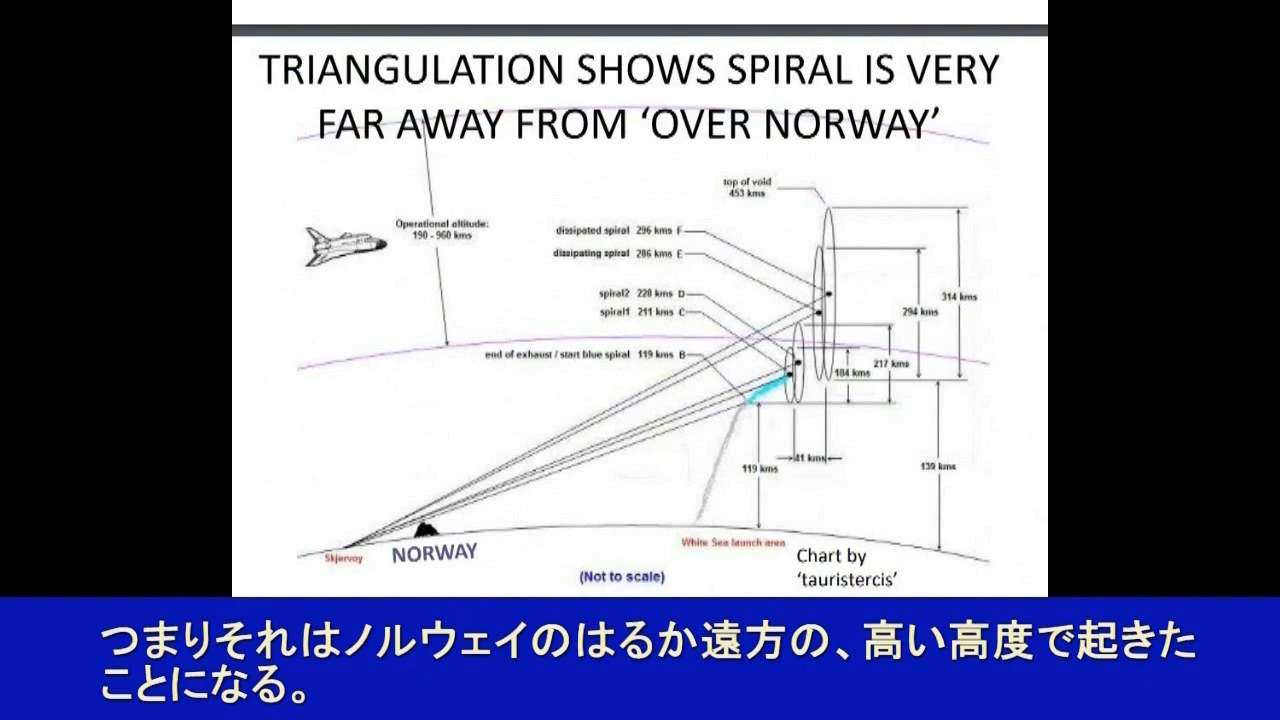 TRIANGULATION SHOWS SPIRAL IS VERY
FAR AWAY FROM ‘OVER NORWAY’
top of void
453 kms
Operational altitude:
190 - 960 kms
dissipated spiral 296 kms F
dissipating spiral 286 kms E
spiral2 228 kms D
spiral1 211 kms C
end of exhaust / start blue spiral 119 kms B
314 kms
294 kms
217 kms
184 kms
41 kms
119 kms
139 kms
Skjervoy
NORWAY
White Sea launch area
(Not to scale)
Chart by
‘tauristercis’
つまりそれはノルウェイのはるか遠方の、高い高度で起きた
ことになる。